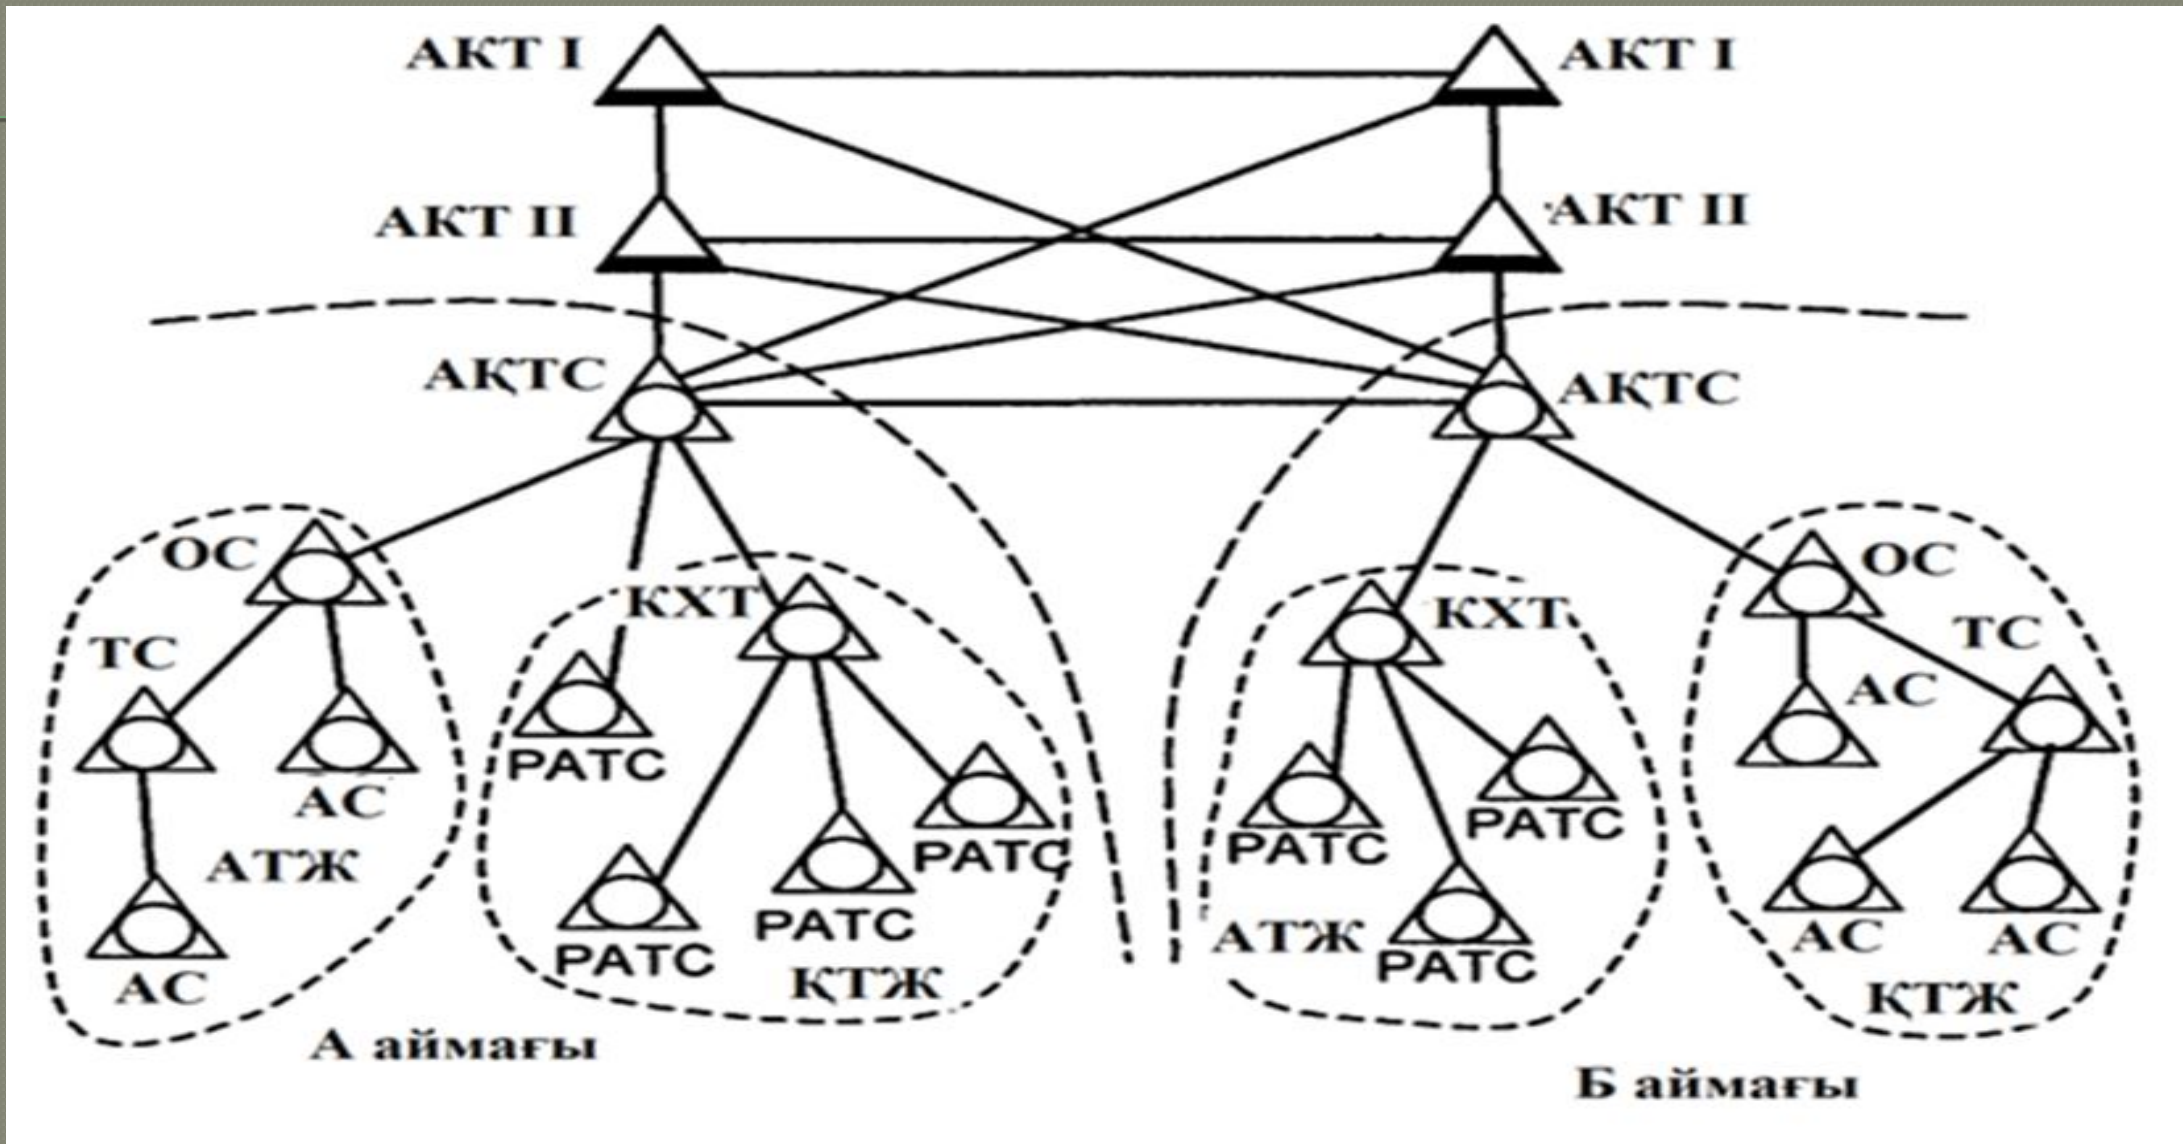 АКТ I
АКТ I
АКТ II
АКТ II
АҚТС
АҚТС
ОС
КХТ
КХТ
ОС
ТС
ТС
АС
РАТС
АС
РАТС
РАТС
РАТС
АТЖ
РАТС
АС
РАТС
РАТС
АТЖ
РАТС
АС
АС
ҚТЖ
ҚТЖ
А аймағы
Б аймағы